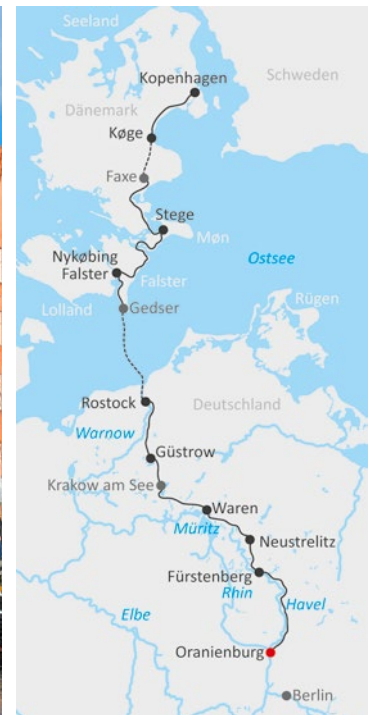 Seeland
Schweden
Kopenhagen
Dänemark
Køge
Faxe
Stege
Møn
Nykøbing
Falster
Ostsee
Falster
Lolland
Gedser
Rügen
Rostock
Deutschland
Warnow
Güstrow
Krakow am See
Waren
Müritz
Neustrelitz
Fürstenberg
Rhin
Elbe
Havel
Oranienburg
Berlin